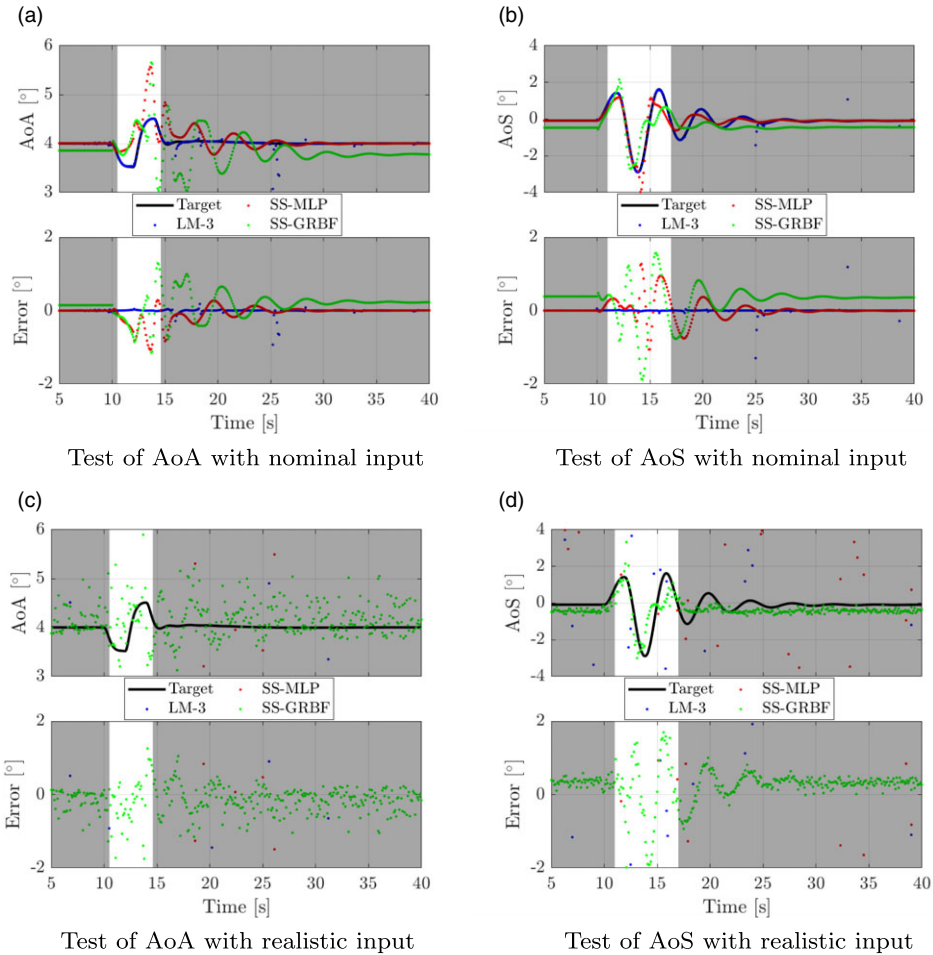 (a)
6
5
4
3
AoA [°]
Target
SS-MLP
LM-3
SS-GRBF
2
0
-2
Error [°]
5 10 15 20 25 30 35 40
Time [s]
Test of AoA with nominal input
(b)
4
2
0
-2
-4
AoS [°]
Target
SS-MLP
LM-3
SS-GRBF
2
0
-2
Error [°]
5 10 15 20 25 30 35 40
Time [s]
Test of AoS with nominal input
(c)
6
5
4
3
AoA [°]
Target
SS-MLP
LM-3
SS-GRBF
2
0
-2
Error [°]
5 10 15 20 25 30 35 40
Time [s]
Test of AoA with realistic input
(d)
4
2
0
-2
-4
AoS [°]
Target
SS-MLP
LM-3
SS-GRBF
2
0
-2
Error [°]
5 10 15 20 25 30 35 40
Time [s]
Test of AoS with realistic input